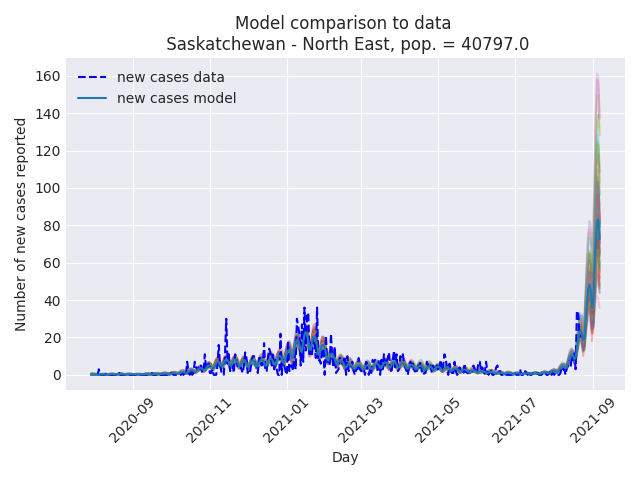 Model comparison to data
Saskatchewan - North East, pop. = 40797.0
new cases data
new cases model
Number of new cases reported
160
140
120
100
80
60
40
20
0
2020-09
2020-11
2021-01
2021-03
2021-05
2021-07
2021-09
Day